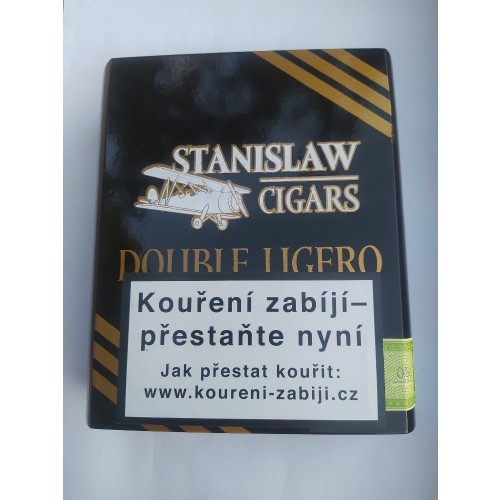 STANISLAW
CIGARS
DOUBLE LIGERO
Kouření zabíjí–
přestaňte nyní
Jak přestat kouřit:
www.koureni-zabiji.cz